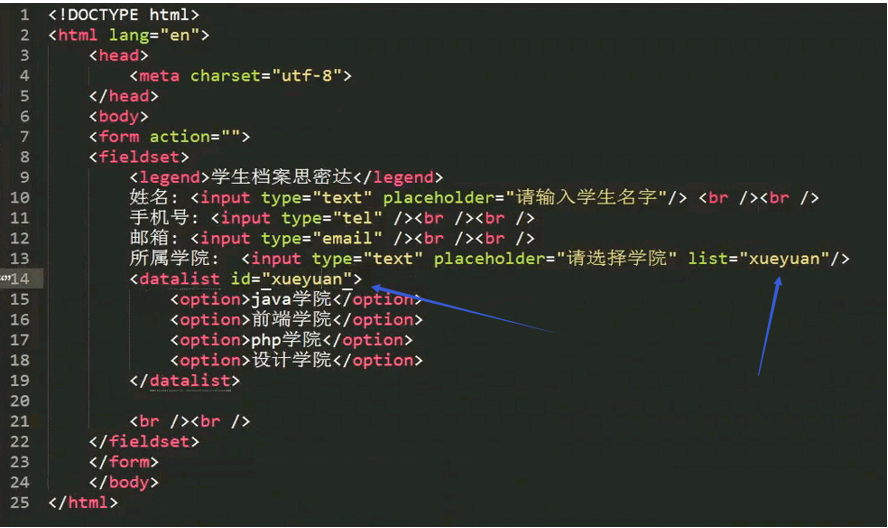 1 <!DOCTYPE html>
2 <html lang="en">
3 <head>
4 <meta charset="utf-8">
5 </head>
6 <body>
7 <form action="">
8 <fieldset>
9 <legend>学生档案思密达</legend>
10 姓名: <input type="text" placeholder="请输入学生名字"/> <br /><br />
11 手机号: <input type="tel" /><br /><br />
12 邮箱: <input type="email" /><br /><br />
13 所属学院: <input type="text" placeholder="请选择学院" list="xueyuan"/>
14 <datalist id="xueyuan">
15 <option>java学院</option>
16 <option>前端学院</option>
17 <option>php学院</option>
18 <option>设计学院</option>
19 </datalist>
20
21 <br /><br />
22 </fieldset>
23 </form>
24 </body>
25 </html>